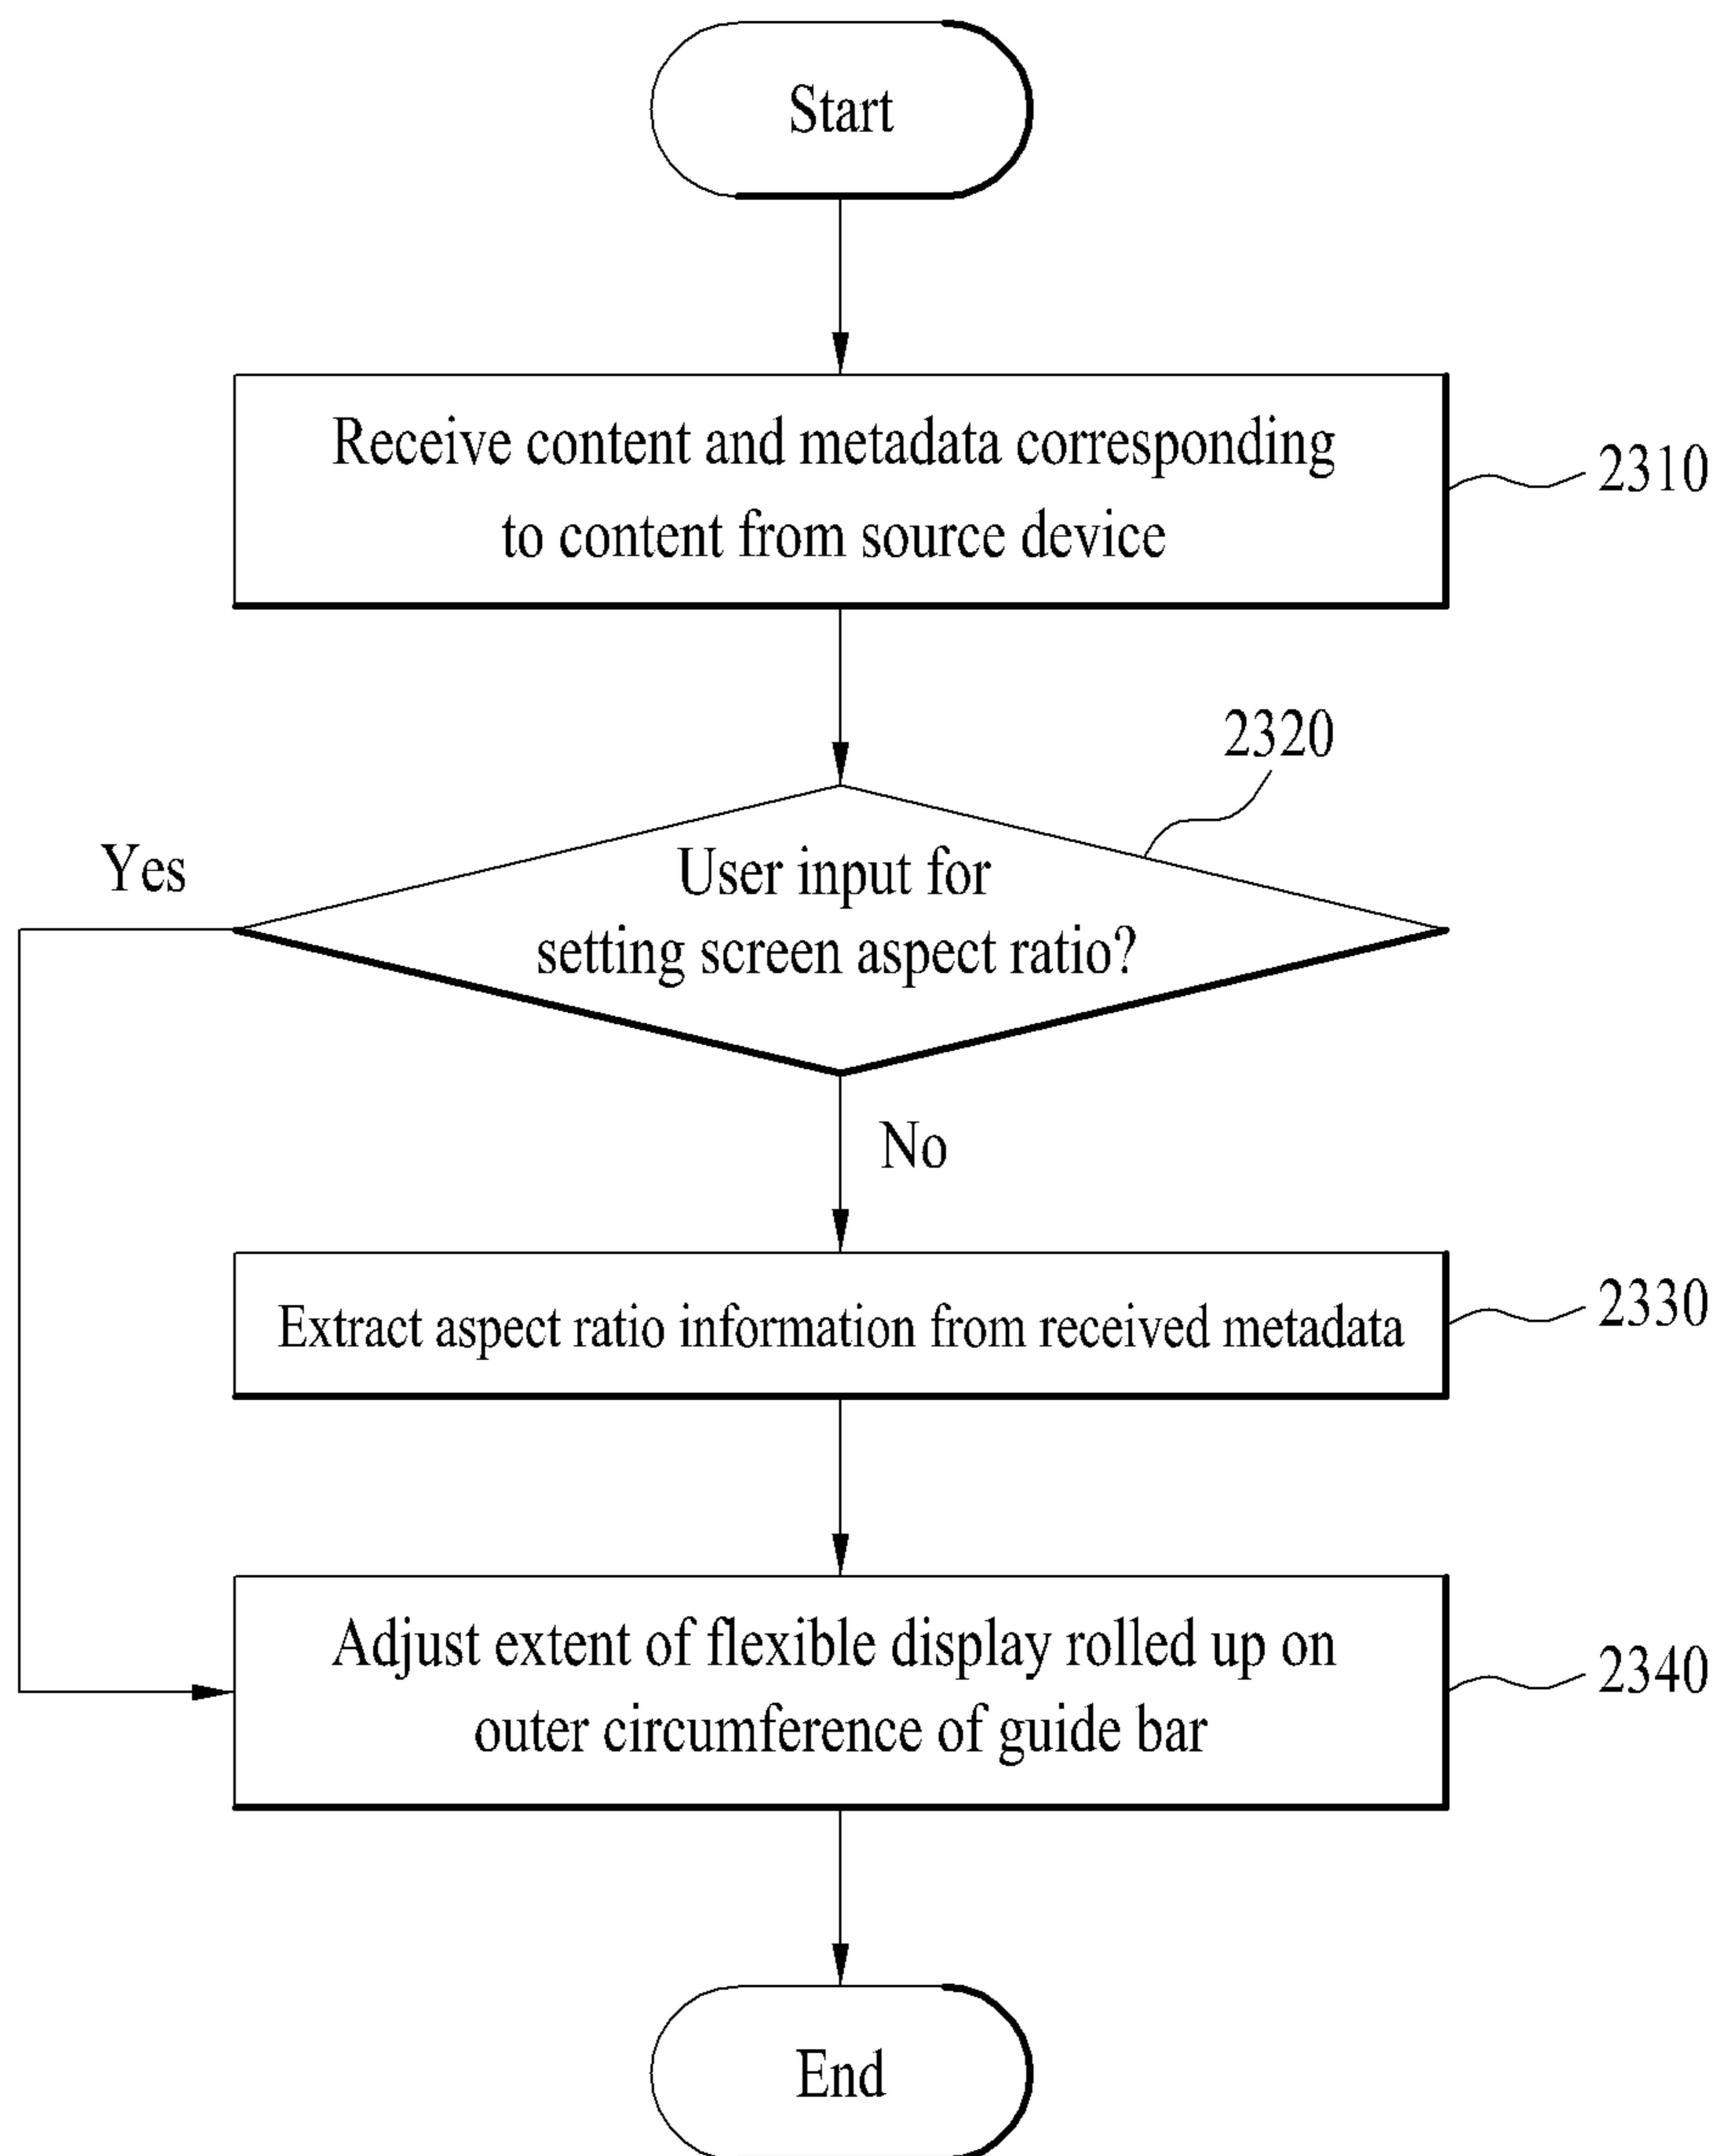 Start
Receive content and metadata corresponding
to content from source device
2310
2320
Yes
User input for
setting screen aspect ratio?
No
Extract aspect ratio information from received metadata
2330
Adjust extent of flexible display rolled up on
outer circumference of guide bar
2340
End